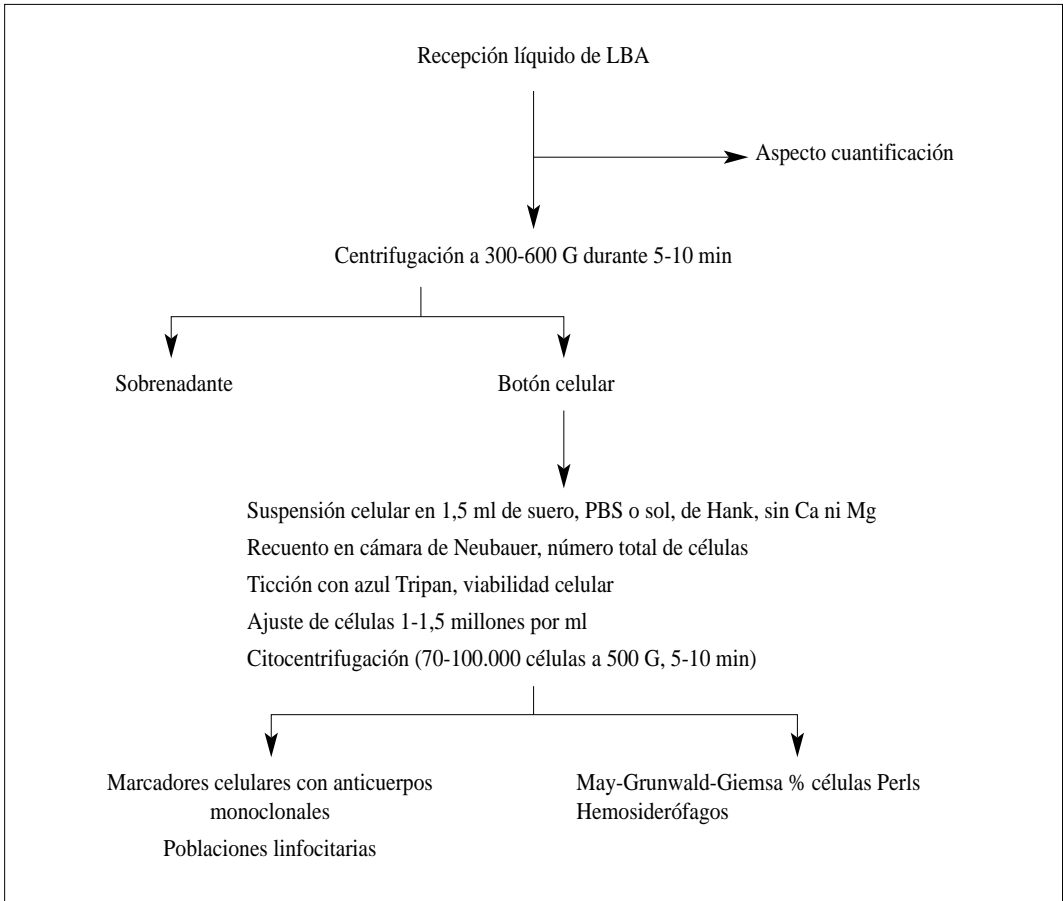 Recepción líquido de LBA
Aspecto cuantificación
Centrifugación a 300-600 G durante 5-10 min
Sobrenadante
Botón celular
Suspensión celular en 1,5 ml de suero, PBS o sol, de Hank, sin Ca ni Mg
Recuento en cámara de Neubauer, número total de células
Ticción con azul Tripan, viabilidad celular
Ajuste de células 1-1,5 millones por ml
Citocentrifugación (70-100.000 células a 500 G, 5-10 min)
Marcadores celulares con anticuerpos
monoclonales
Poblaciones linfocitarias
May-Grunwald-Giemsa % células Perls
Hemosiderófagos